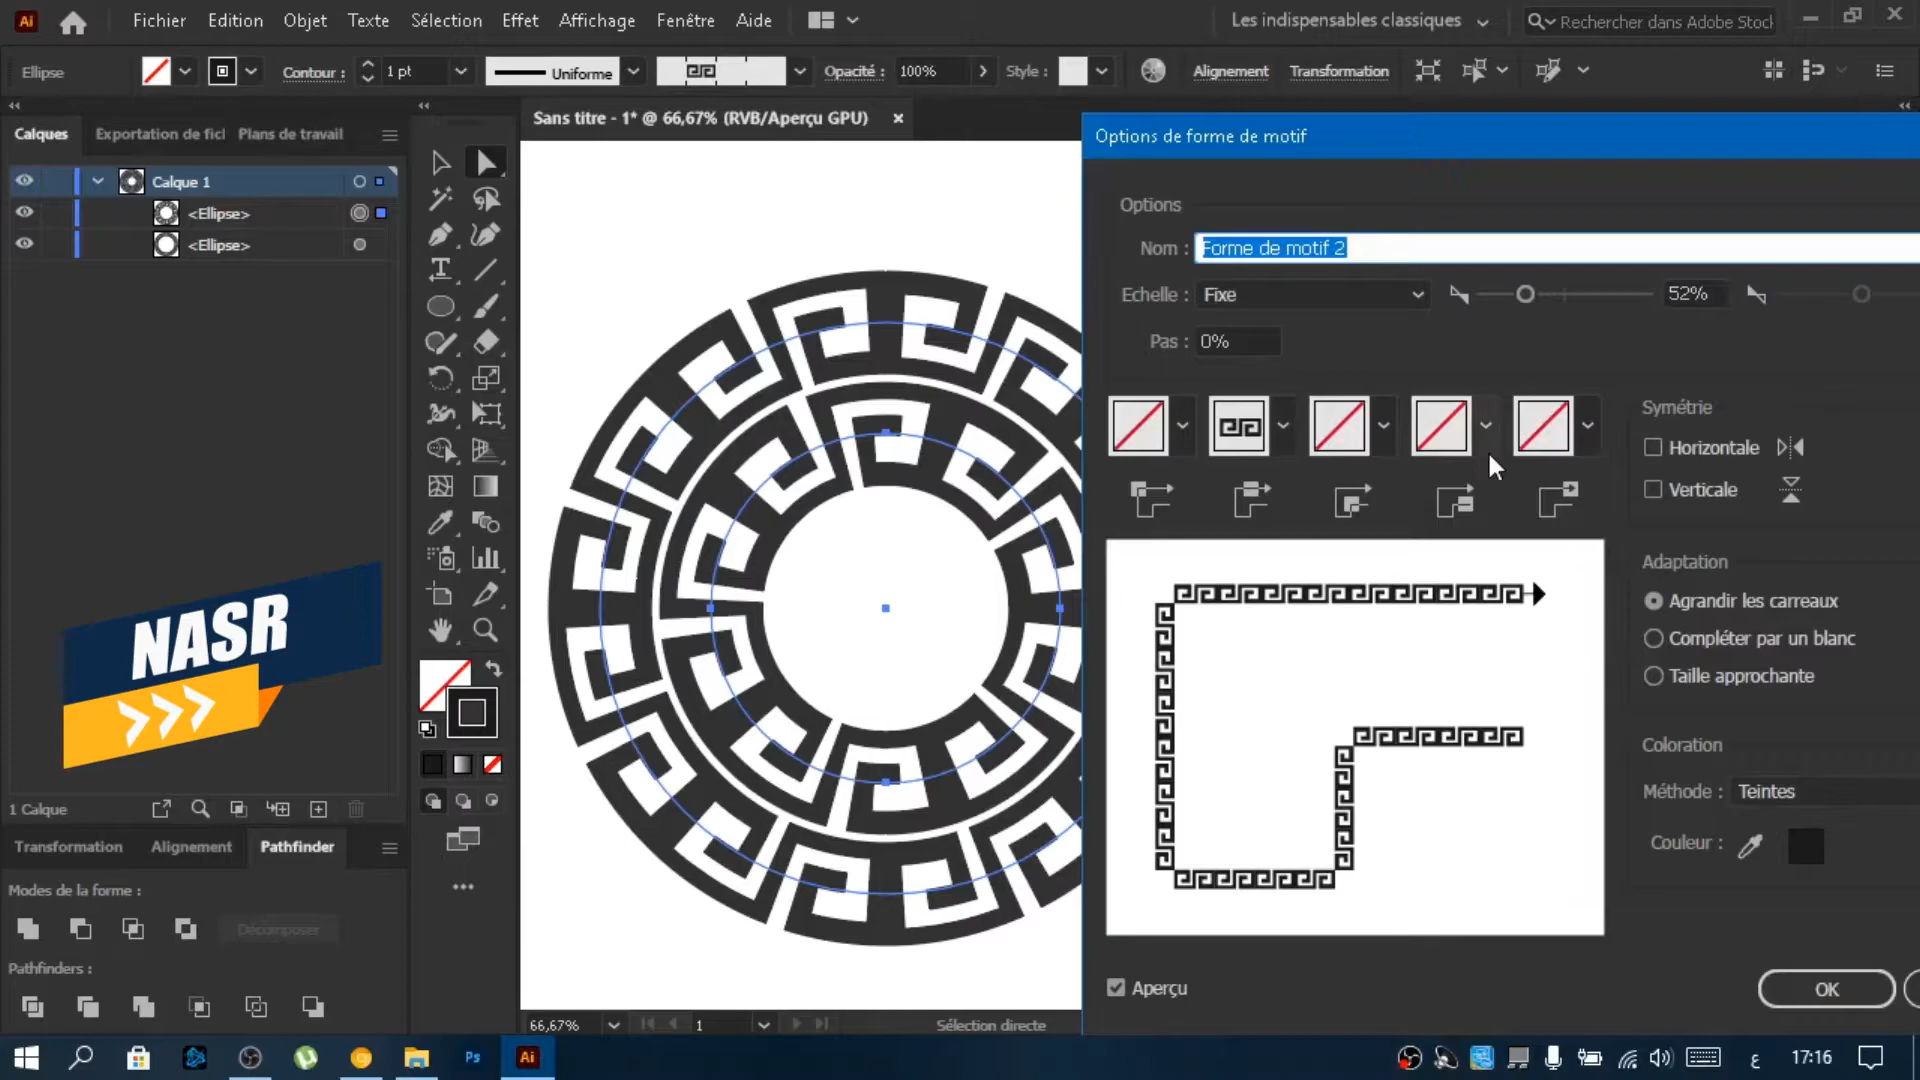 Ai Fichier Edition Objet Texte Sélection Effet Affichage Fenêtre Aide Les indispensables classiques Rechercher dans Adobe Stock
Ellipse Contour : 1 pt Uniforme Opacité : 100% Style : Alignement Transformation
Calques Exportation de ficl Plans de travail
Sans titre - 1* @ 66,67% (RVB/Aperçu GPU) ×
Calque 1
<Ellipse>
<Ellipse>
Options de forme de motif
Options
Nom : Forme de motif 2
Echelle : Fixe 52%
Pas : 0%
Symétrie
Horizontale
Verticale
Adaptation
Agrandir les carreaux
Compléter par un blanc
Taille approchante
Coloration
Méthode : Teintes
Couleur :
Aperçu
OK
NASR
1 Calque
Transformation Alignement Pathfinder
Modes de la forme :
Décomposer
Pathfinders :
66,67% 1 Sélection directe
Ps Ai ع 17:16